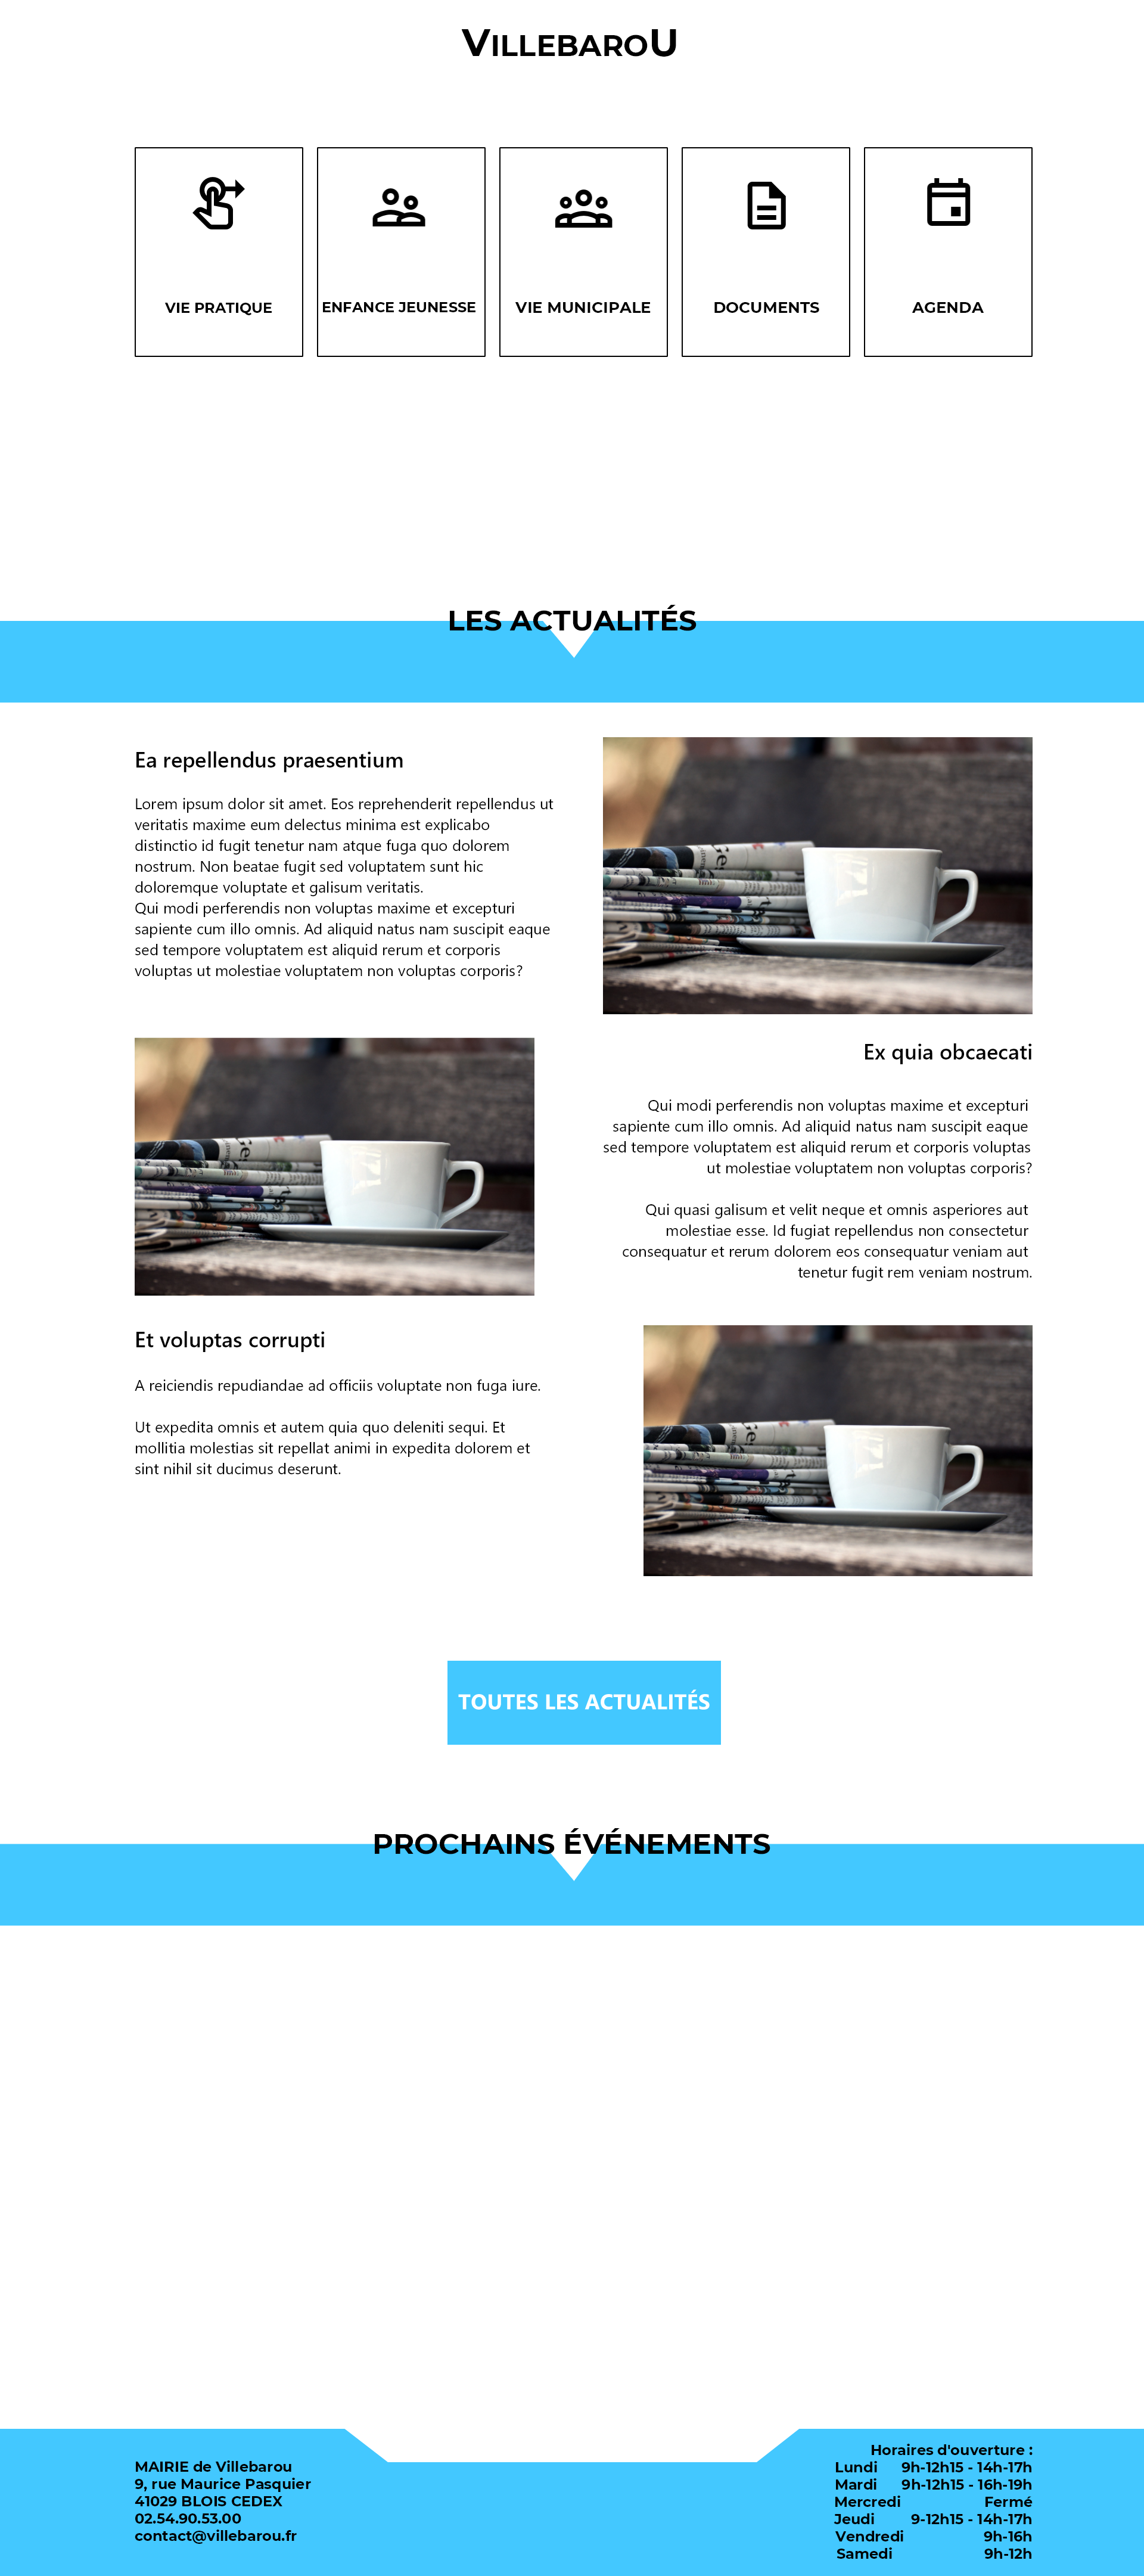 VILLEBAROU
VIE PRATIQUE
ENFANCE JEUNESSE
VIE MUNICIPALE
DOCUMENTS
AGENDA
LES ACTUALITÉS
Ea repellendus praesentium
Lorem ipsum dolor sit amet. Eos reprehenderit repellendus ut
veritatis maxime eum delectus minima est explicabo
distinctio id fugit tenetur nam atque fuga quo dolorem
nostrum. Non beatae fugit sed voluptatem sunt hic
doloremque voluptate et galisum veritatis.
Qui modi perferendis non voluptas maxime et excepturi
sapiente cum illo omnis. Ad aliquid natus nam suscipit eaque
sed tempore voluptatem est aliquid rerum et corporis
voluptas ut molestiae voluptatem non voluptas corporis?
Ex quia obcaecati
Qui modi perferendis non voluptas maxime et excepturi
sapiente cum illo omnis. Ad aliquid natus nam suscipit eaque
sed tempore voluptatem est aliquid rerum et corporis voluptas
ut molestiae voluptatem non voluptas corporis?
Qui quasi galisum et velit neque et omnis asperiores aut
molestiae esse. Id fugiat repellendus non consectetur
consequatur et rerum dolorem eos consequatur veniam aut
tenetur fugit rem veniam nostrum.
Et voluptas corrupti
A reiciendis repudiandae ad officiis voluptate non fuga iure.
Ut expedita omnis et autem quia quo deleniti sequi. Et
mollitia molestias sit repellat animi in expedita dolorem et
sint nihil sit ducimus deserunt.
TOUTES LES ACTUALITÉS
PROCHAINS ÉVÉNEMENTS
MAIRIE de Villebarou
9, rue Maurice Pasquier
41029 BLOIS CEDEX
02.54.90.53.00
contact@villebarou.fr
Horaires d'ouverture :
Lundi 9h-12h15 - 14h-17h
Mardi 9h-12h15 - 16h-19h
Mercredi Fermé
Jeudi 9-12h15 - 14h-17h
Vendredi 9h-16h
Samedi 9h-12h